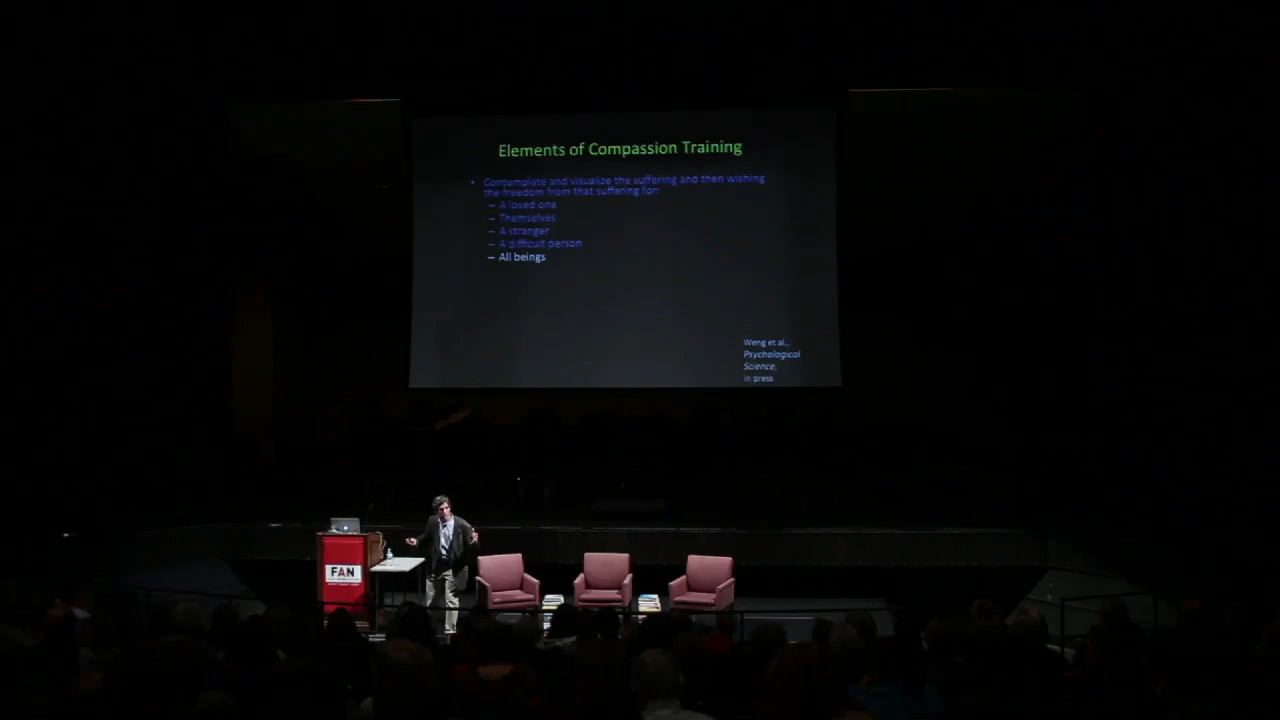 Elements of Compassion Training
• Contemplate and visualize the suffering and then wishing
the freedom from that suffering for:
– A loved one
– Themselves
– A stranger
– A difficult person
– All beings
Weng et al.,
Psychological
Science,
in press
FAN